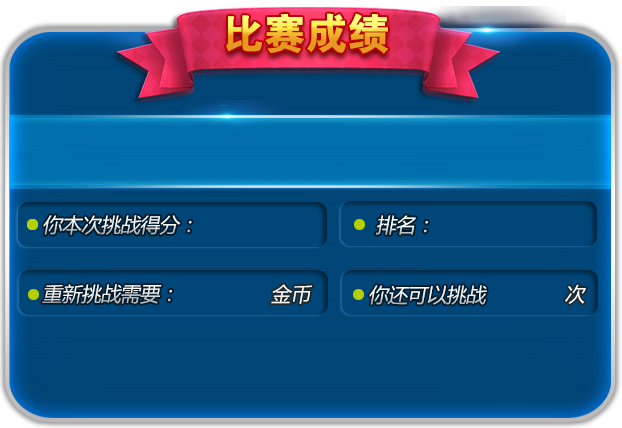 比赛成绩
你本次挑战得分：
排名：
重新挑战需要： 金币
你还可以挑战 次